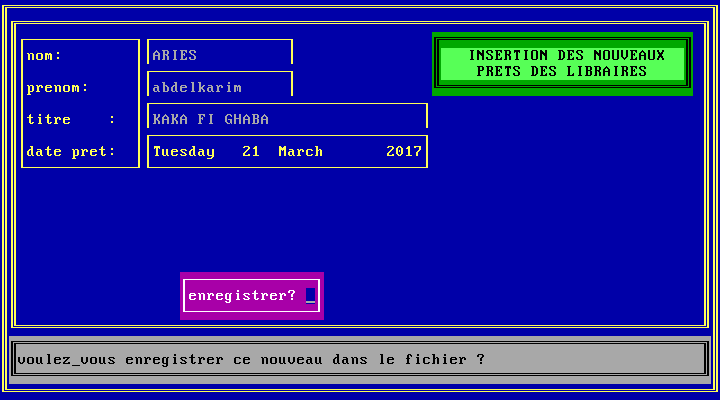 INSERTION DES NOUVEAUX
PRETS DES LIBRAIRES
nom: ARIES
prenom: abdelkarim
titre : KAKA FI GHABA
date pret: Tuesday 21 March 2017
enregistrer?
voulez_vous enregistrer ce nouveau dans le fichier ?